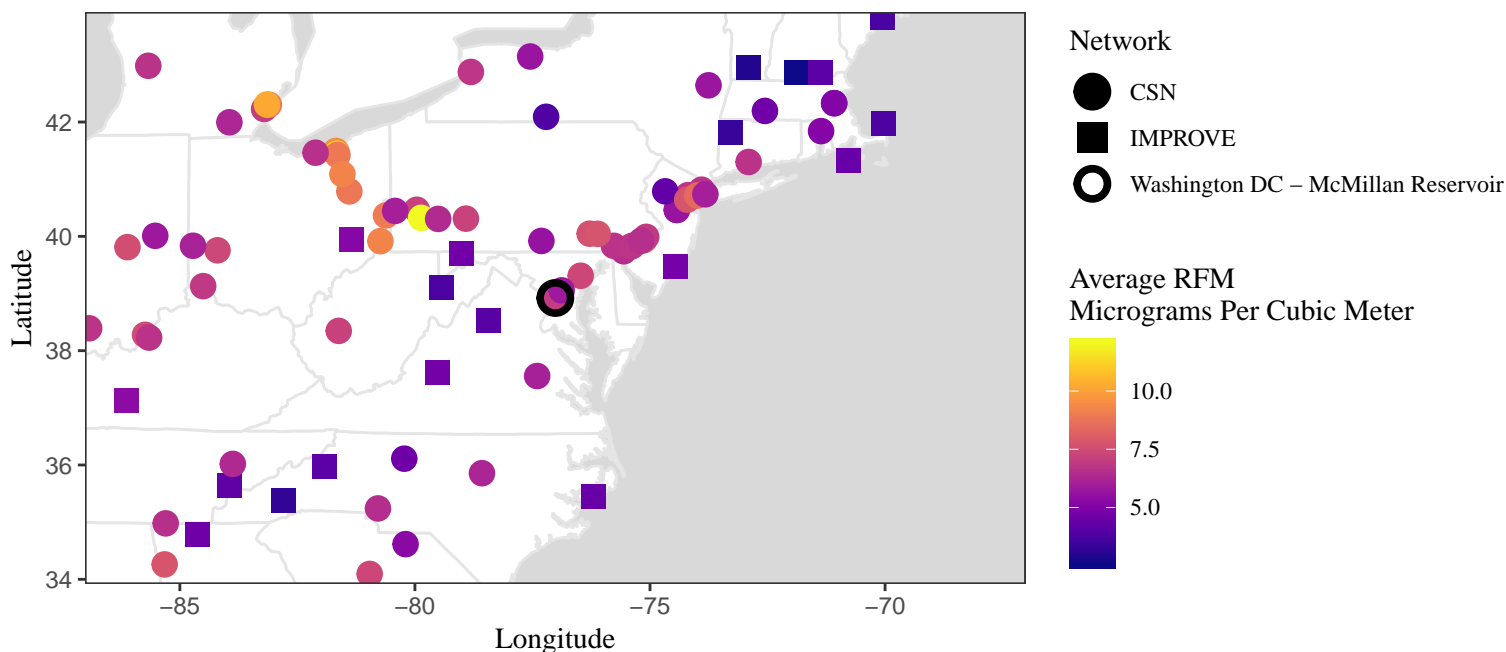 42
40
38
36
34
Latitude
−85
−80
−75
−70
Longitude
Network
CSN
IMPROVE
Washington DC – McMillan Reservoir
Average RFM
Micrograms Per Cubic Meter
10.0
7.5
5.0